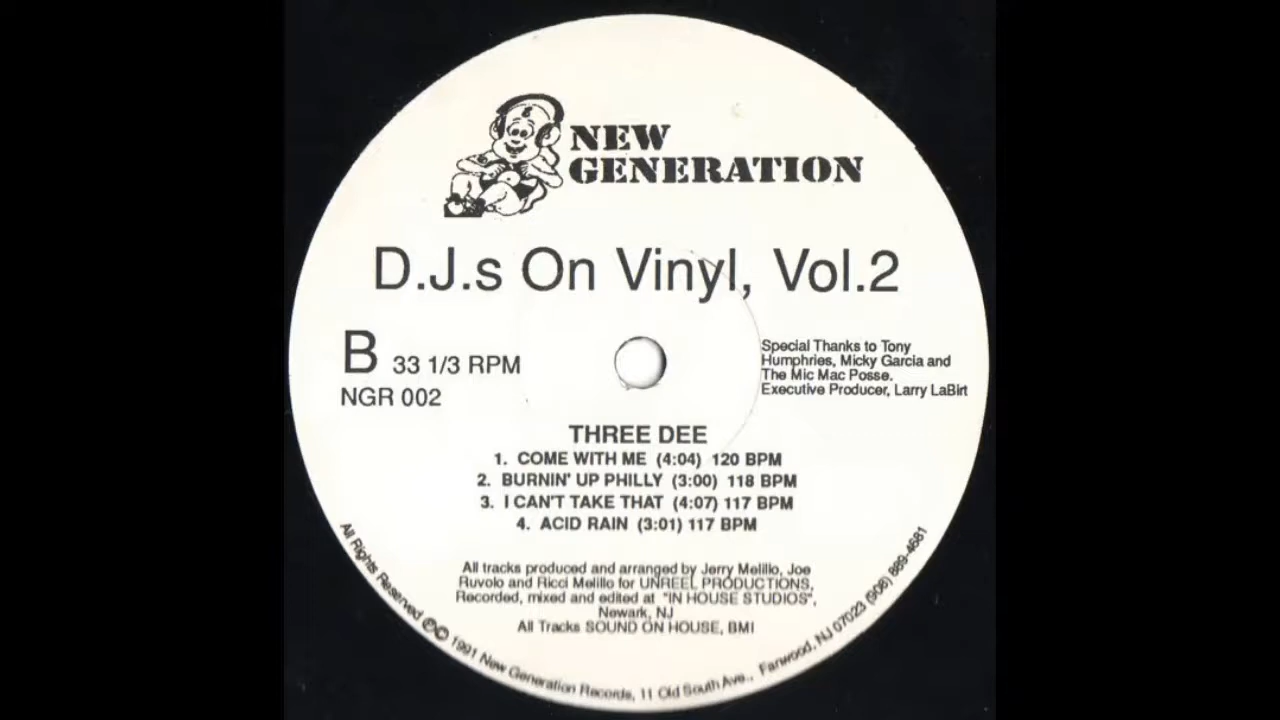 NEW
GENERATION
D.J.s On Vinyl, Vol.2
B 33 1/3 RPM
NGR 002
Special Thanks to Tony
Humphries, Micky Garcia and
The Mic Mac Posse.
Executive Producer, Larry LaBirt
THREE DEE
1. COME WITH ME (4:04) 120 BPM
2. BURNIN' UP PHILLY (3:00) 118 BPM
3. I CAN'T TAKE THAT (4:07) 117 BPM
4. ACID RAIN (3:01) 117 BPM
All tracks produced and arranged by Jerry Melillo, Joe
Ruvolo and Ricci Melillo for UNREEL PRODUCTIONS,
Recorded, mixed and edited at "IN HOUSE STUDIOS",
Newark, NJ
All Tracks SOUND ON HOUSE, BMI
All Rights Reserved ℗© 1991 New Generation Records, 11 Old South Ave., Farwood, NJ 07023 (908) 889-4681